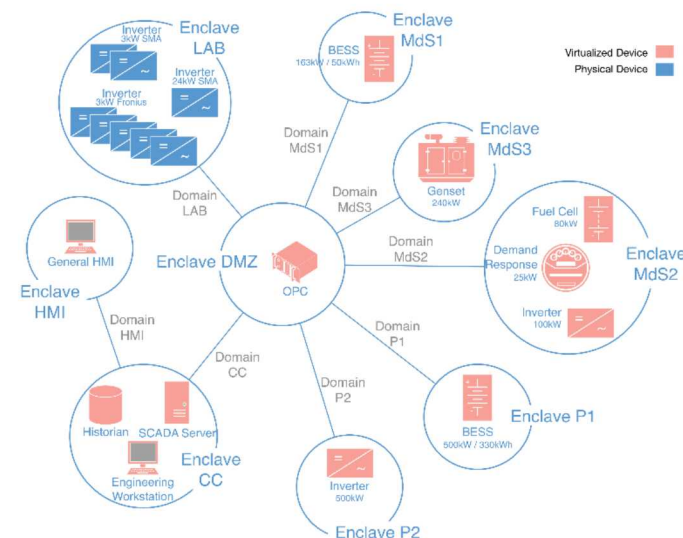 Enclave
LAB
Inverter
3kW SMA
Inverter
24kW SMA
Inverter
3kW Fronius
Enclave
MdS1
BESS
163kW / 50kWh
Virtualized Device
Physical Device
Domain
MdS1
Enclave
MdS3
Genset
240kW
Domain
MdS3
Domain
LAB
Fuel Cell
80kW
Demand
Response
25kW
Enclave
MdS2
Inverter
100kW
Domain
MdS2
Enclave DMZ
OPC
General HMI
Enclave
HMI
Domain
HMI
Domain
CC
Domain
P2
Domain
P1
Historian
SCADA Server
Engineering
Workstation
Enclave
CC
BESS
500kW / 330kWh
Enclave P1
Inverter
500kW
Enclave P2